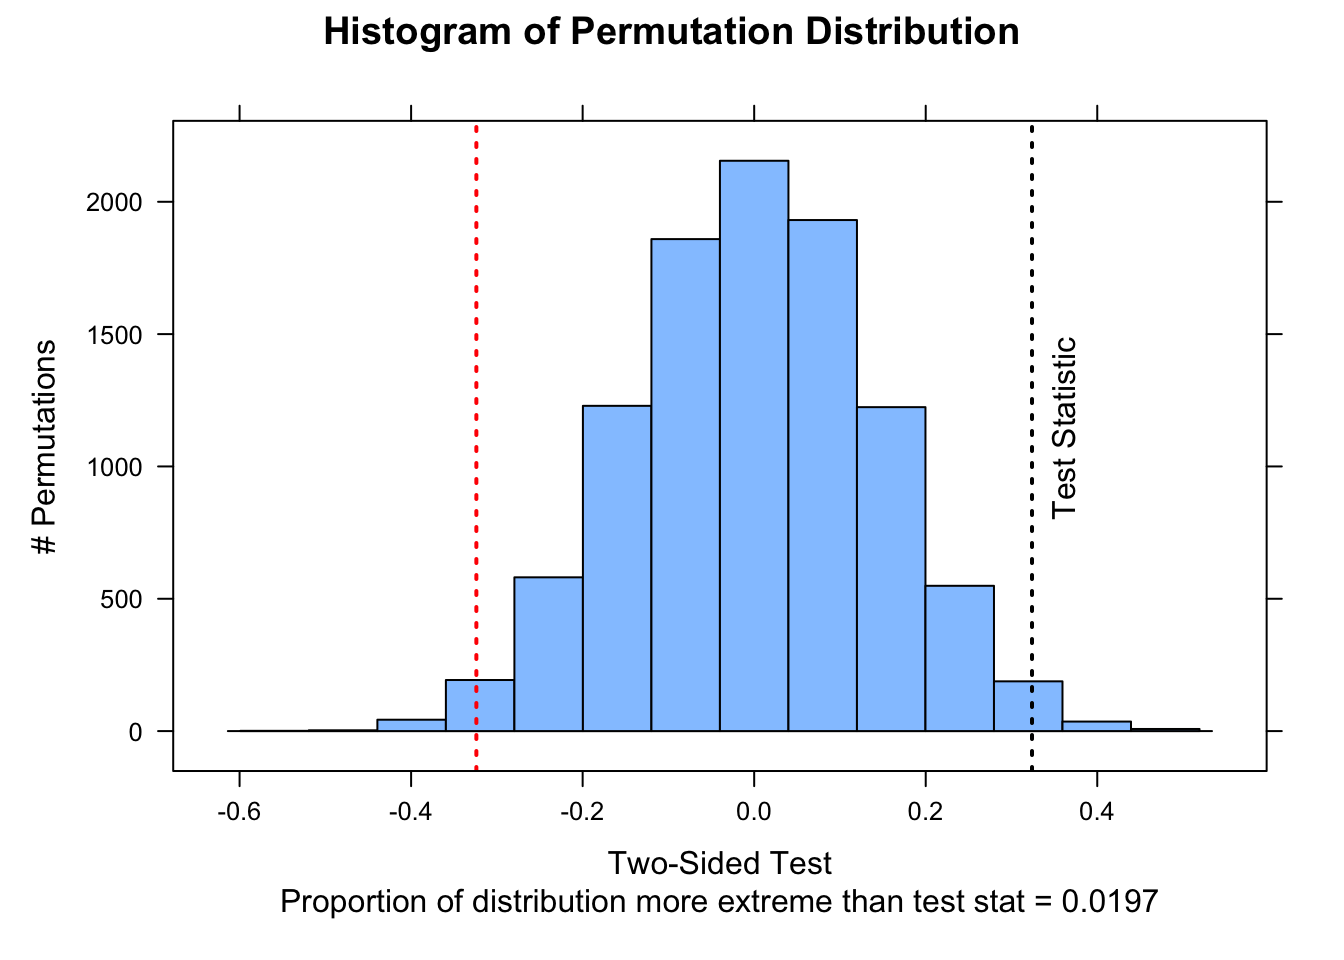 Histogram of Permutation Distribution
2000
1500
1000
500
0
# Permutations
Test Statistic
-0.6 -0.4 -0.2 0.0 0.2 0.4
Two-Sided Test
Proportion of distribution more extreme than test stat = 0.0197